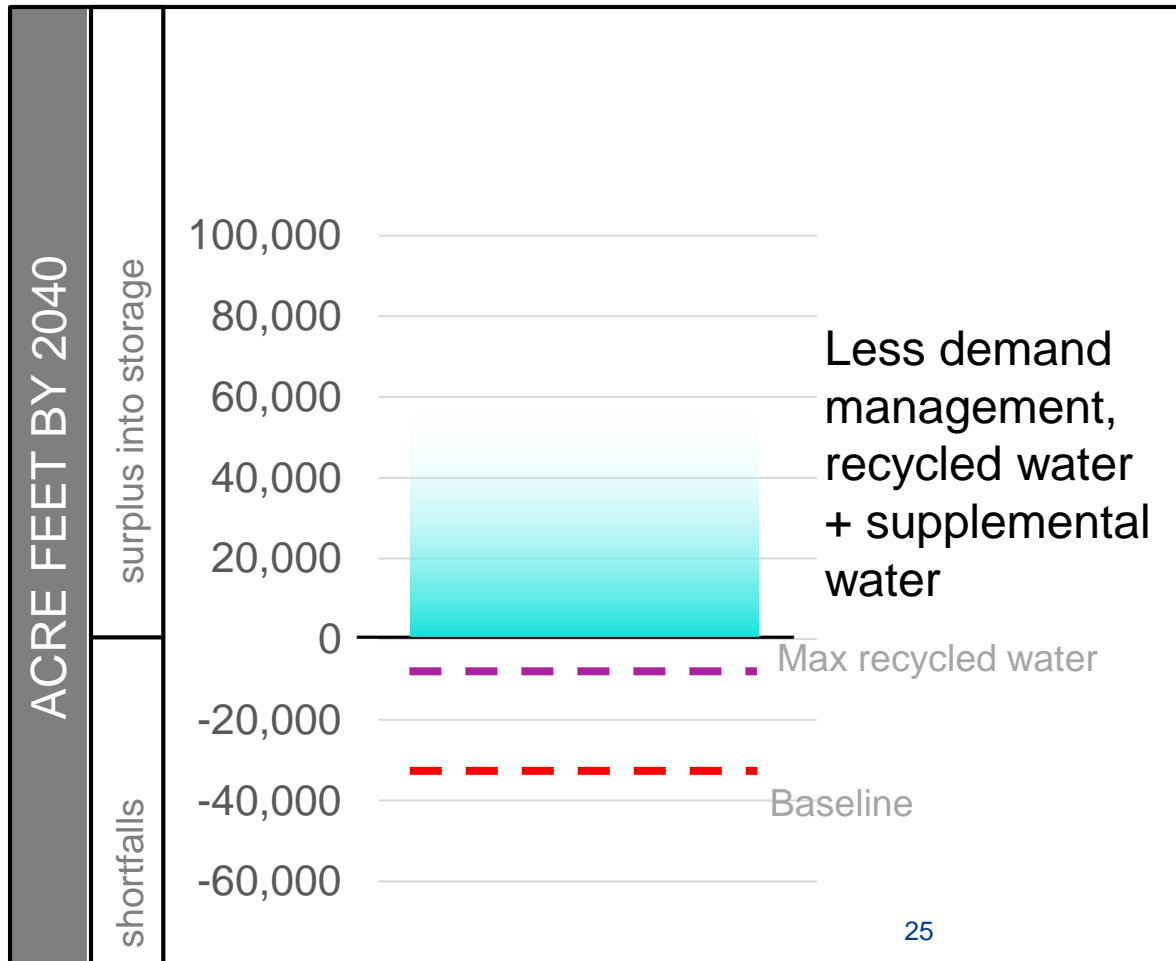 ACRE FEET BY 2040
surplus into storage
shortfalls
100,000
80,000
60,000
40,000
20,000
0
-20,000
-40,000
-60,000
Less demand
management,
recycled water
+ supplemental
water
Max recycled water
Baseline
25